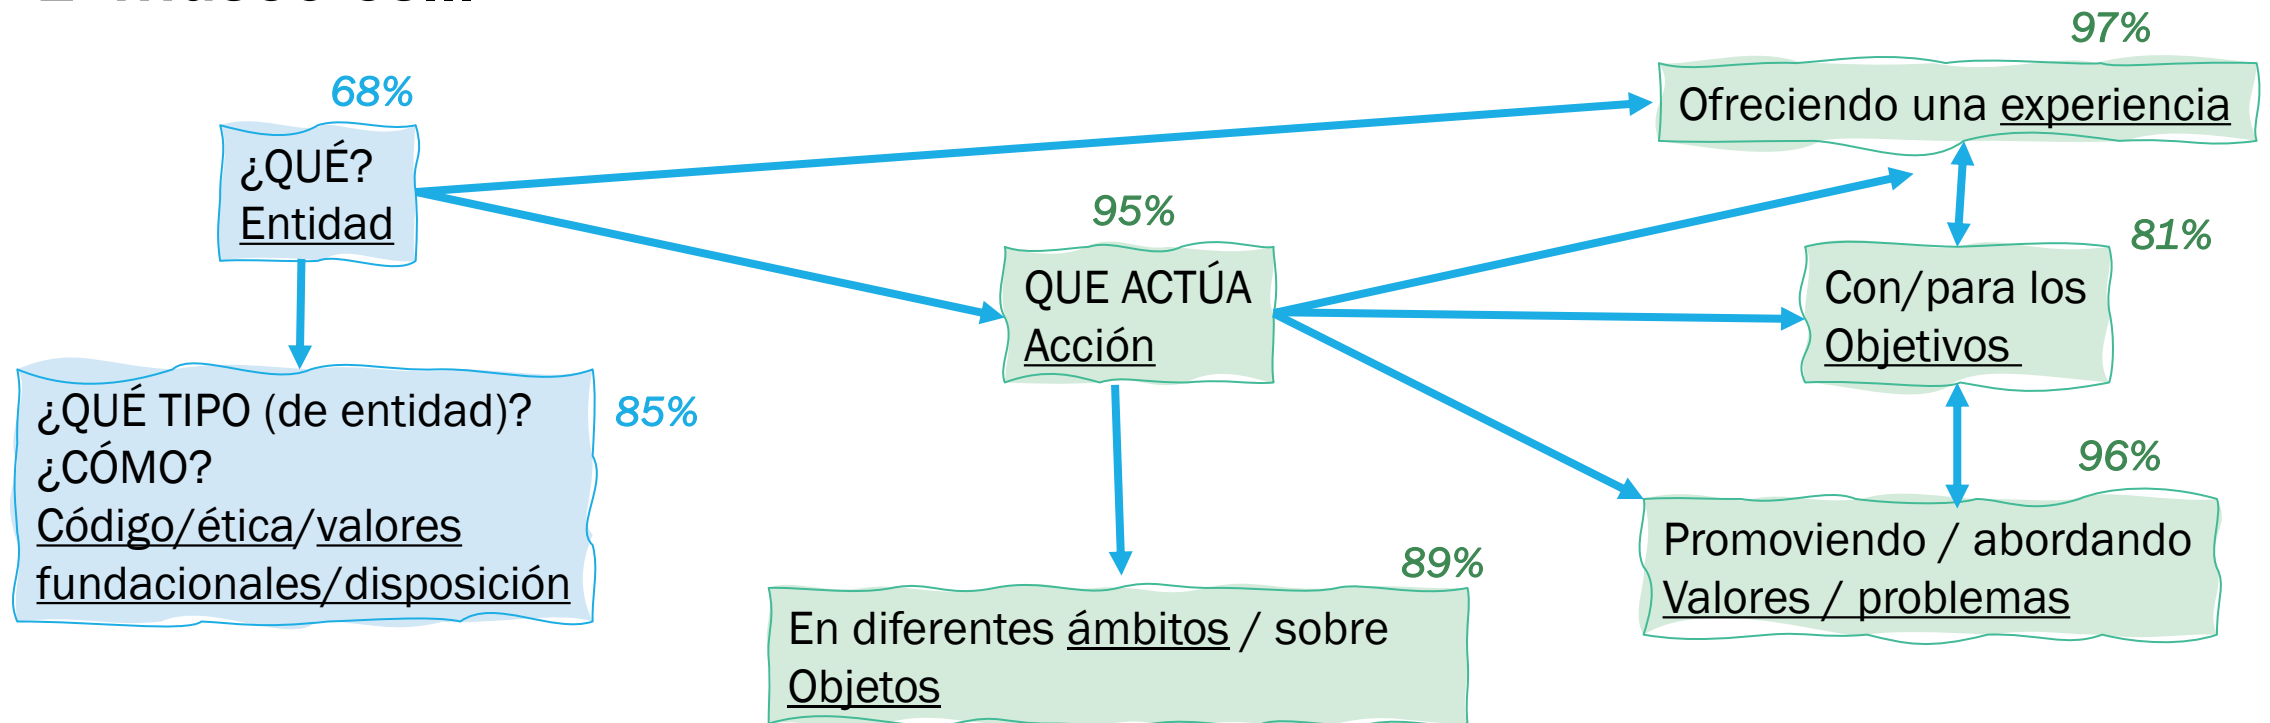 97%
Ofreciendo una experiencia
68%
¿QUÉ?
Entidad
95%
QUE ACTÚA
Acción
81%
Con/para los
Objetivos
¿QUÉ TIPO (de entidad)?
¿CÓMO?
Código/ética/valores
fundacionales/disposición
85%
96%
Promoviendo / abordando
Valores / problemas
89%
En diferentes ámbitos / sobre
Objetos